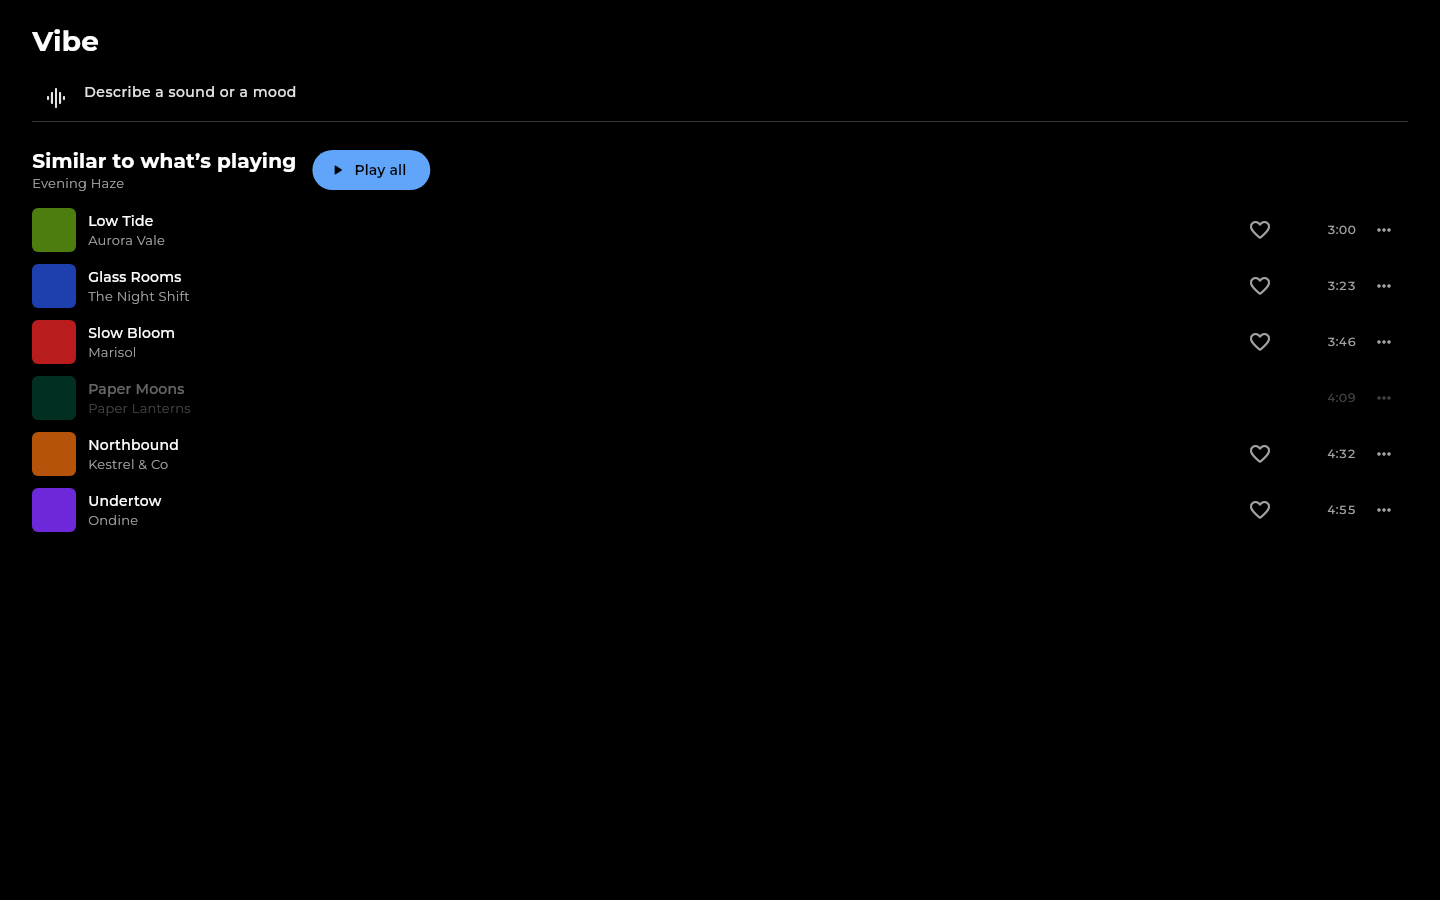 Vibe
Describe a sound or a mood
Similar to what’s playing
Evening Haze
Play all
Low Tide
Aurora Vale
3:00
Glass Rooms
The Night Shift
3:23
Slow Bloom
Marisol
3:46
Paper Moons
Paper Lanterns
4:09
Northbound
Kestrel & Co
4:32
Undertow
Ondine
4:55